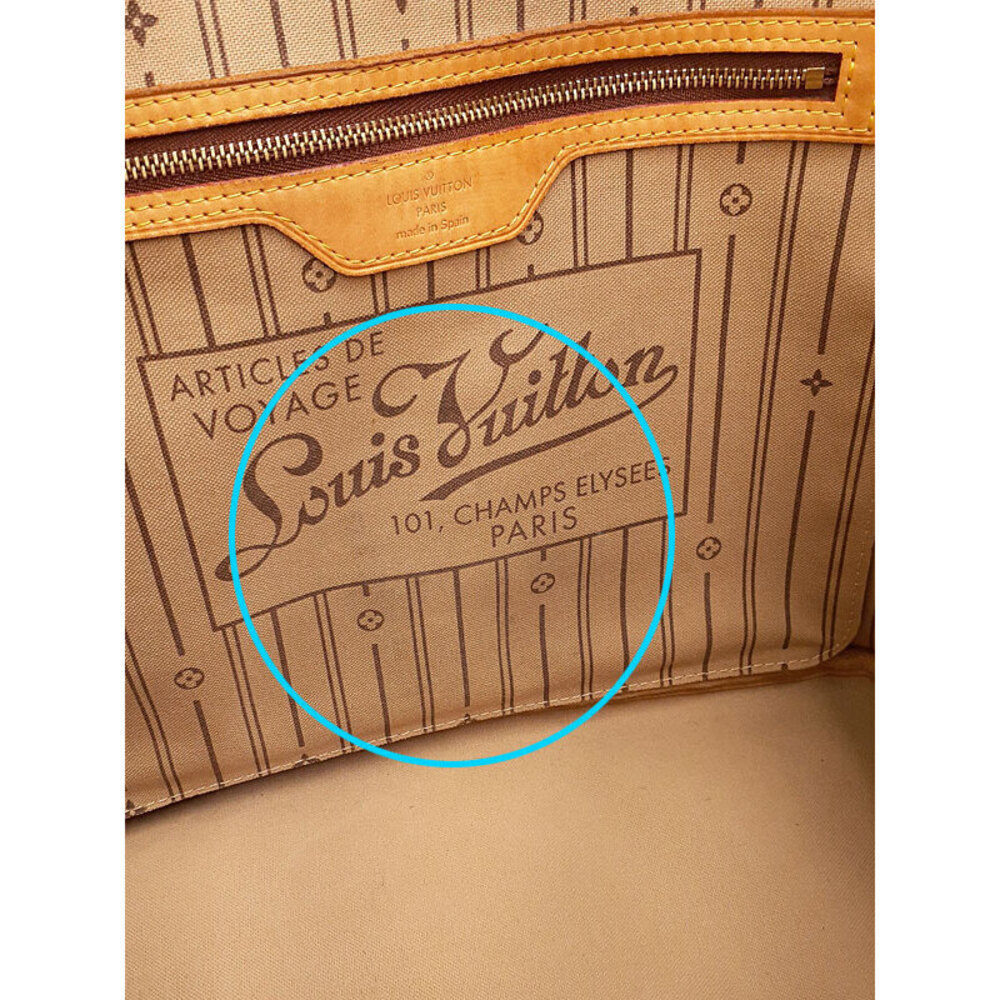 LOUIS VUITTON
PARIS
made in Spain
ARTICLES DE
VOYAGE
Louis Vuitton
101, CHAMPS ELYSEES
PARIS